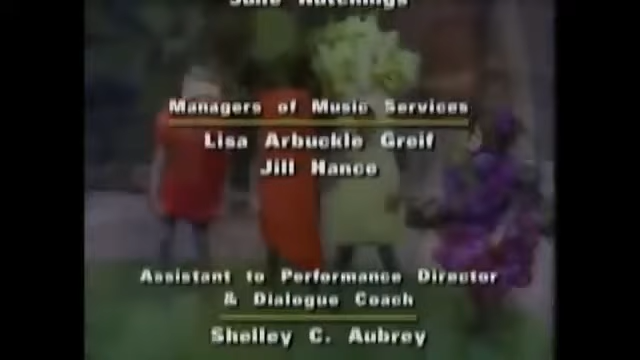 Managers of Music Services
Lisa Arbuckle Greif
Jill Hance
Assistant to Performance Director
& Dialogue Coach
Shelley C. Aubrey